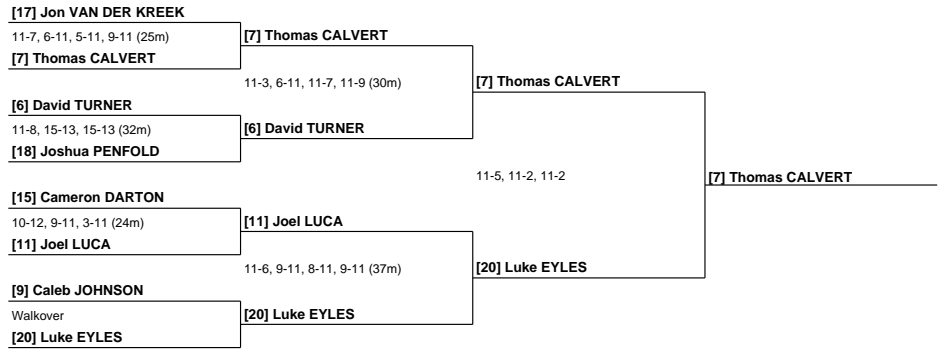 [17] Jon VAN DER KREEK
11-7, 6-11, 5-11, 9-11 (25m)
[7] Thomas CALVERT
[7] Thomas CALVERT
11-3, 6-11, 11-7, 11-9 (30m)
[7] Thomas CALVERT
[6] David TURNER
11-8, 15-13, 15-13 (32m)
[6] David TURNER
[18] Joshua PENFOLD
11-5, 11-2, 11-2
[7] Thomas CALVERT
[15] Cameron DARTON
10-12, 9-11, 3-11 (24m)
[11] Joel LUCA
[11] Joel LUCA
11-6, 9-11, 8-11, 9-11 (37m)
[20] Luke EYLES
[9] Caleb JOHNSON
Walkover
[20] Luke EYLES
[20] Luke EYLES